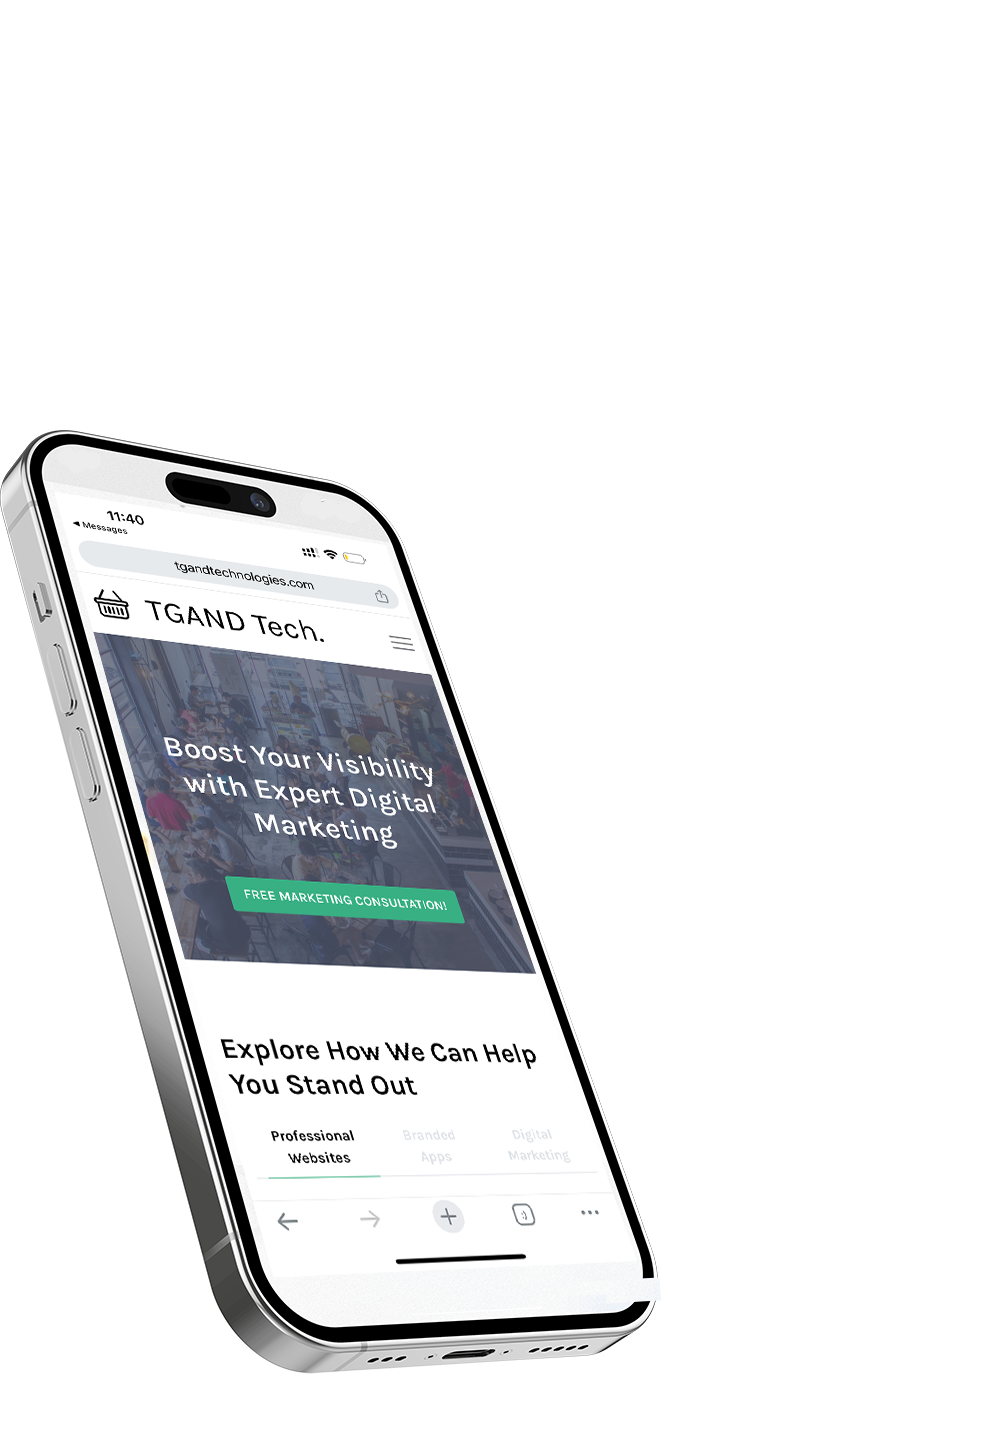 11:40
◀ Messages
tgandtechnologies.com
TGAND Tech.
Boost Your Visibility
with Expert Digital
Marketing
FREE MARKETING CONSULTATION!
Explore How We Can Help
You Stand Out
Professional
Websites
Branded
Apps
Digital
Marketing
:)